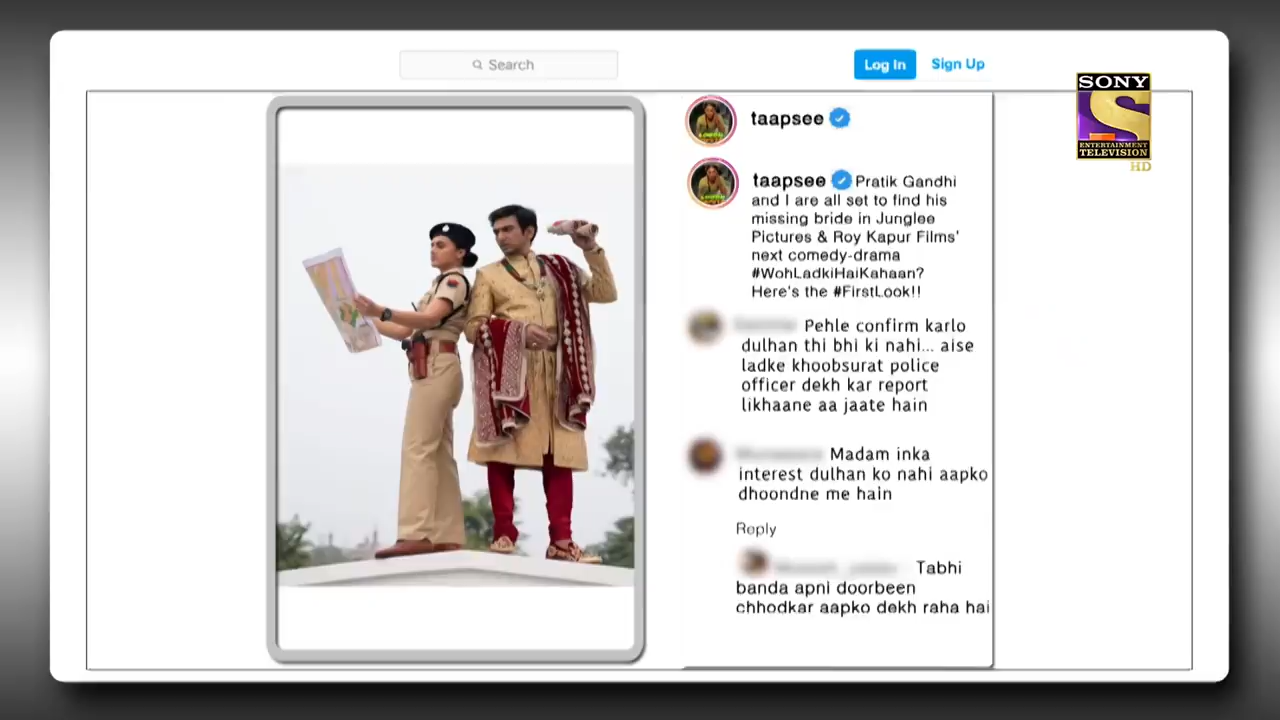 Search
Log In
Sign Up
SONY
ENTERTAINMENT
TELEVISION
HD
taapsee
taapsee Pratik Gandhi
and I are all set to find his
missing bride in Junglee
Pictures & Roy Kapur Films'
next comedy-drama
#WohLadkiHaiKahaan?
Here's the #FirstLook!!
Pehle confirm karlo
dulhan thi bhi ki nahi... aise
ladke khoobsurat police
officer dekh kar report
likhaane aa jaate hain
Madam inka
interest dulhan ko nahi aapko
dhoondne me hain
Reply
Tabhi
banda apni doorbeen
chhodkar aapko dekh raha hai